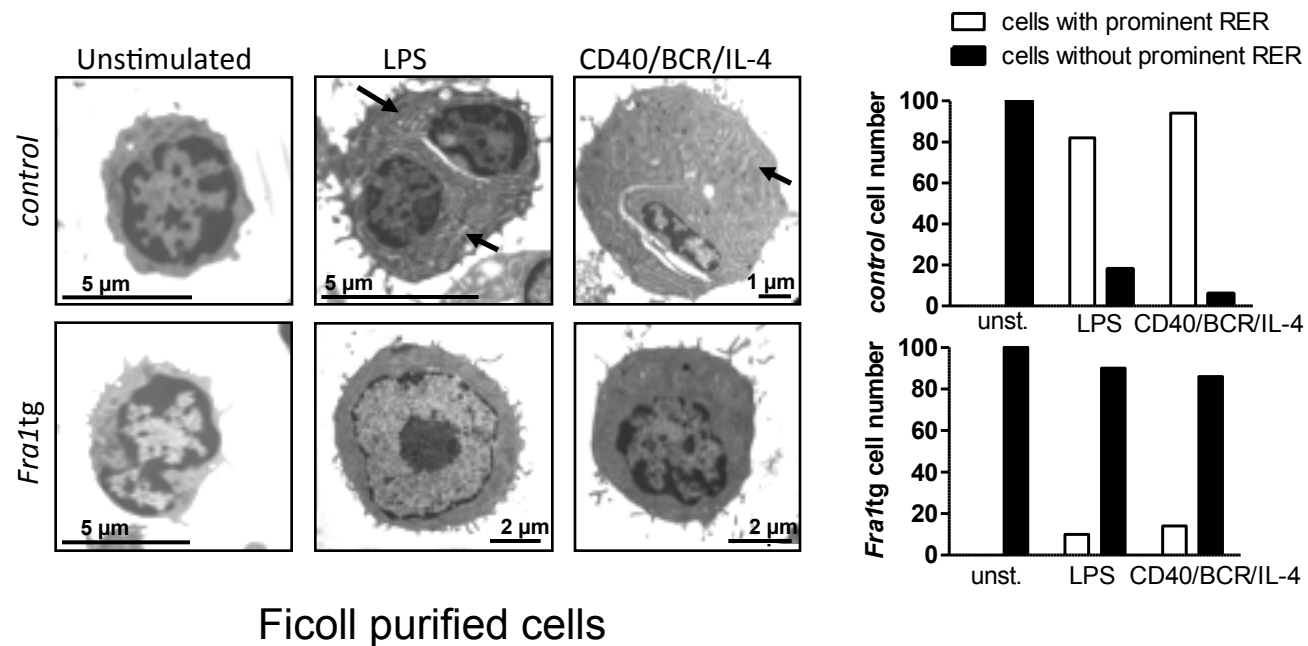 cells with prominent RER
cells without prominent RER
Unstimulated LPS CD40/BCR/IL-4
control
5 µm 5 µm 1 µm
Fra1tg
5 µm 2 µm 2 µm
Ficoll purified cells
control cell number
100
80
60
40
20
0
unst. LPS CD40/BCR/IL-4
Fra1tg cell number
100
80
60
40
20
0
unst. LPS CD40/BCR/IL-4